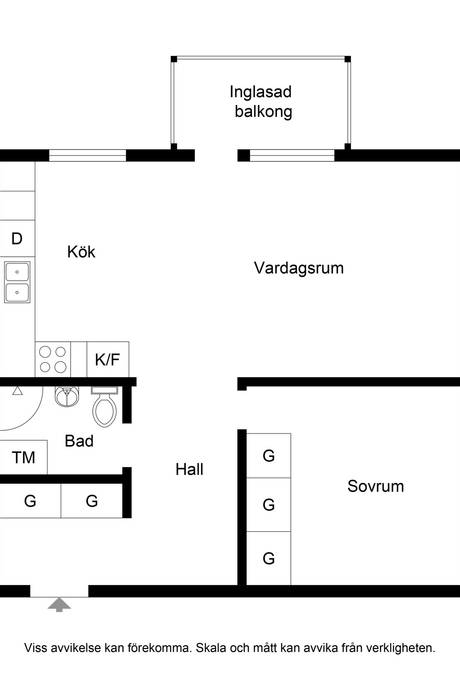 Inglasad
balkong
D
Kök
Vardagsrum
K/F
Bad
TM
Hall
G
G
G
G
G
Sovrum
Viss avvikelse kan förekomma. Skala och mått kan avvika från verkligheten.